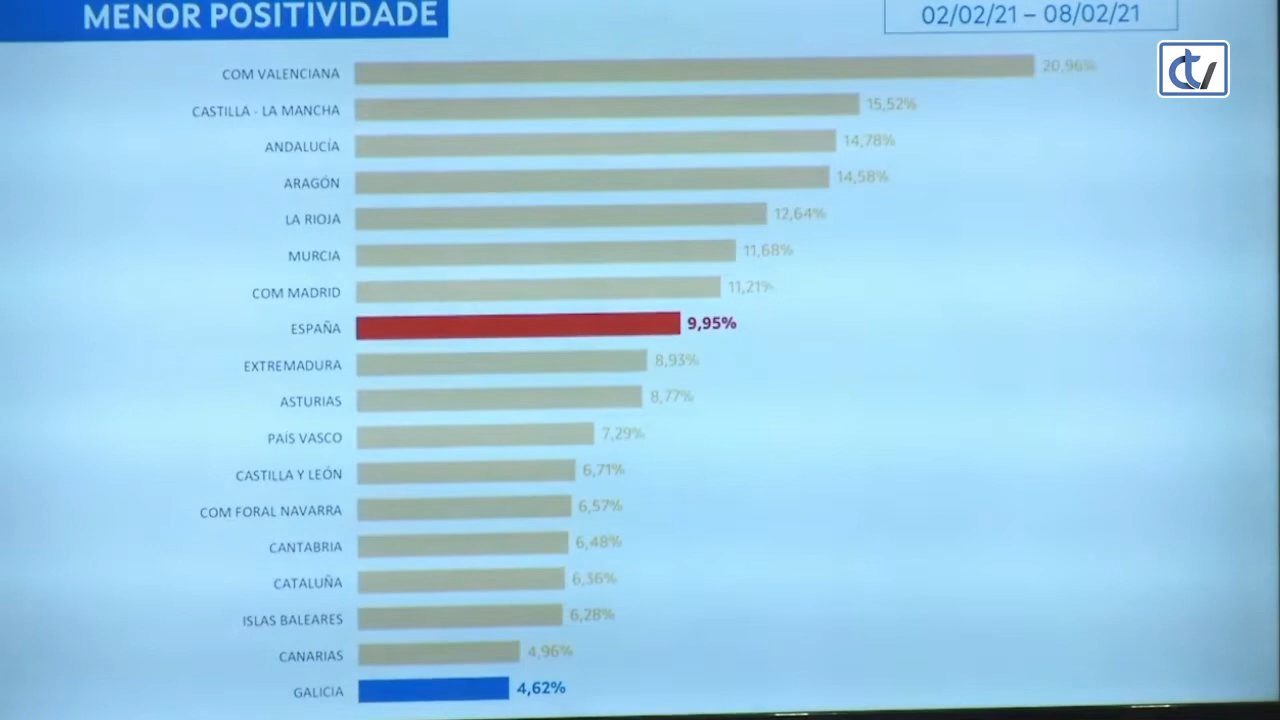 MENOR POSITIVIDADE
02/02/21 – 08/02/21
CTV
COM VALENCIANA 20,96%
CASTILLA - LA MANCHA 15,52%
ANDALUCÍA 14,78%
ARAGÓN 14,58%
LA RIOJA 12,64%
MURCIA 11,68%
COM MADRID 11,21%
ESPAÑA 9,95%
EXTREMADURA 8,93%
ASTURIAS 8,77%
PAÍS VASCO 7,29%
CASTILLA Y LEÓN 6,71%
COM FORAL NAVARRA 6,57%
CANTABRIA 6,48%
CATALUÑA 6,36%
ISLAS BALEARES 6,28%
CANARIAS 4,96%
GALICIA 4,62%